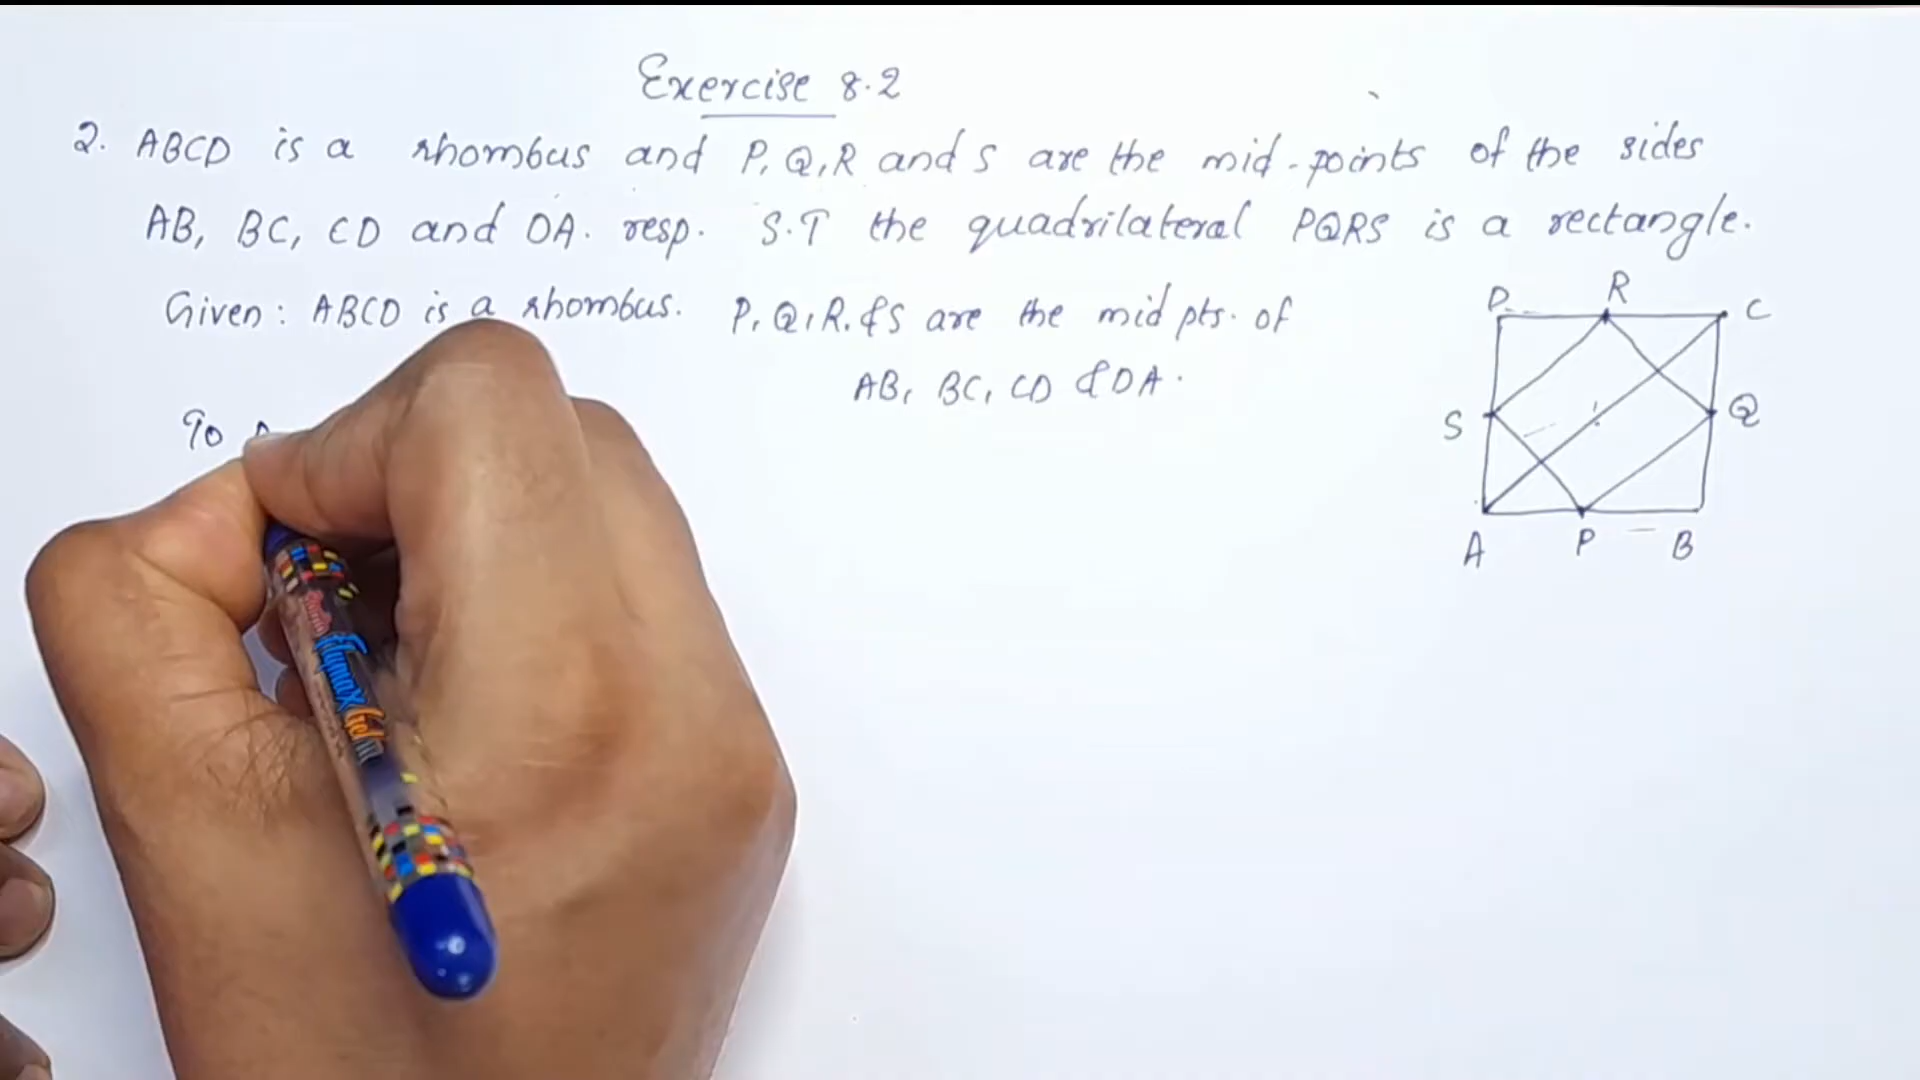 Exercise 8.2
2. ABCD is a rhombus and P, Q, R and S are the mid-points of the sides
AB, BC, CD and DA. resp. S.T the quadrilateral PQRS is a rectangle.
Given: ABCD is a rhombus. P, Q, R. & S are the mid pts. of
AB, BC, CD & DA.
To
D R C
S Q
A P B